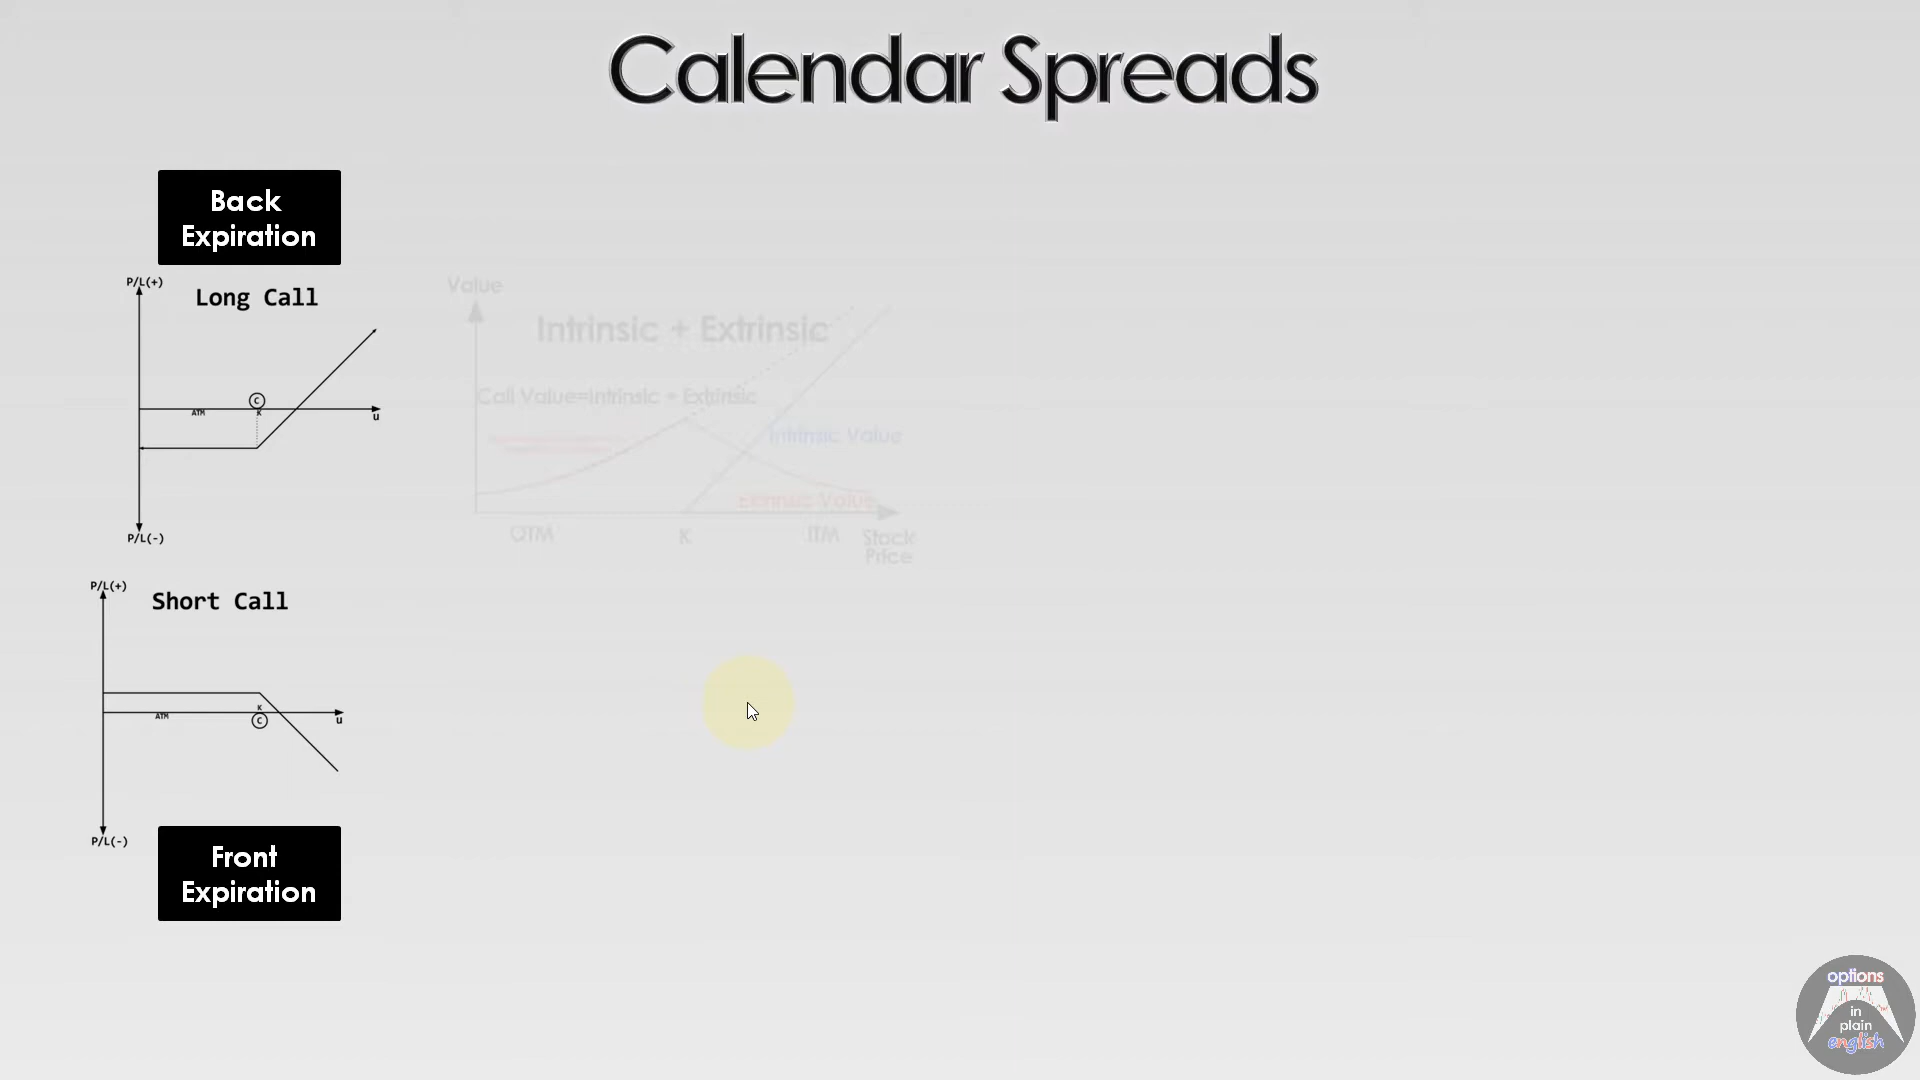 Calendar Spreads
Back
Expiration
P/L(+)
Long Call
C
ATM
K
u
P/L(-)
Value
Intrinsic + Extrinsic
Call Value=Intrinsic + Extrinsic
Intrinsic Value
Extrinsic Value
OTM
K
ITM
Stock
Price
P/L(+)
Short Call
K
ATM
C
u
P/L(-)
Front
Expiration
options
in
plain
english